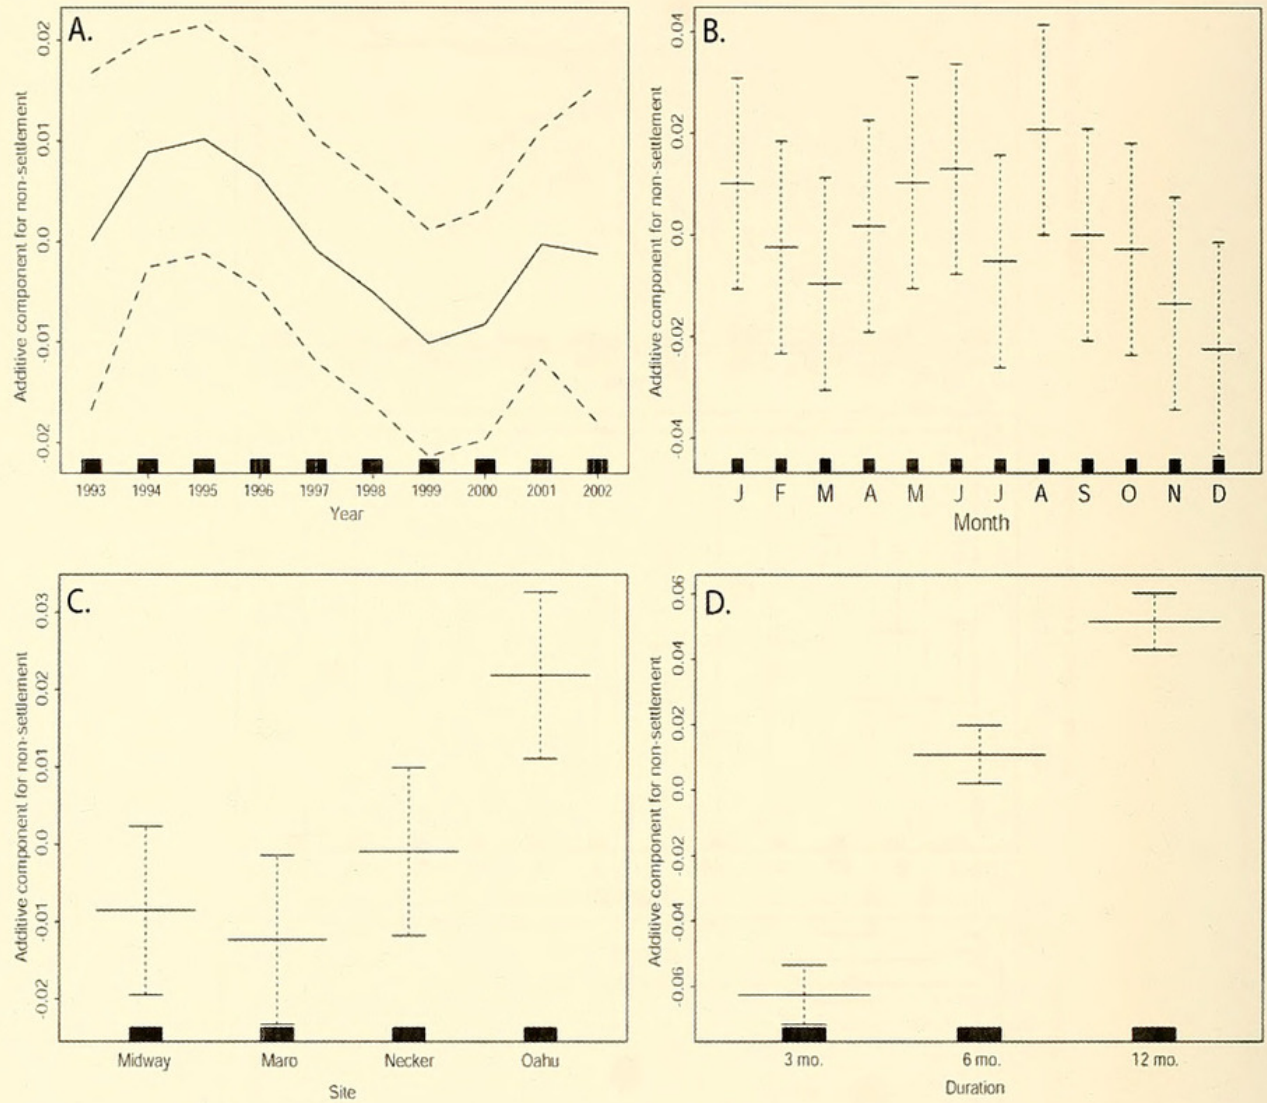 A.
Additive component for non-settlement
0.02
0.01
0.0
-0.01
-0.02
1993 1994 1995 1996 1997 1998 1999 2000 2001 2002
Year
B.
Additive component for non-settlement
0.04
0.02
0.0
-0.02
-0.04
J F M A M J J A S O N D
Month
C.
Additive component for non-settlement
0.03
0.02
0.01
0.0
-0.01
-0.02
Midway Maro Necker Oahu
Site
D.
Additive component for non-settlement
0.06
0.04
0.02
0.0
-0.02
-0.04
-0.06
3 mo. 6 mo. 12 mo.
Duration